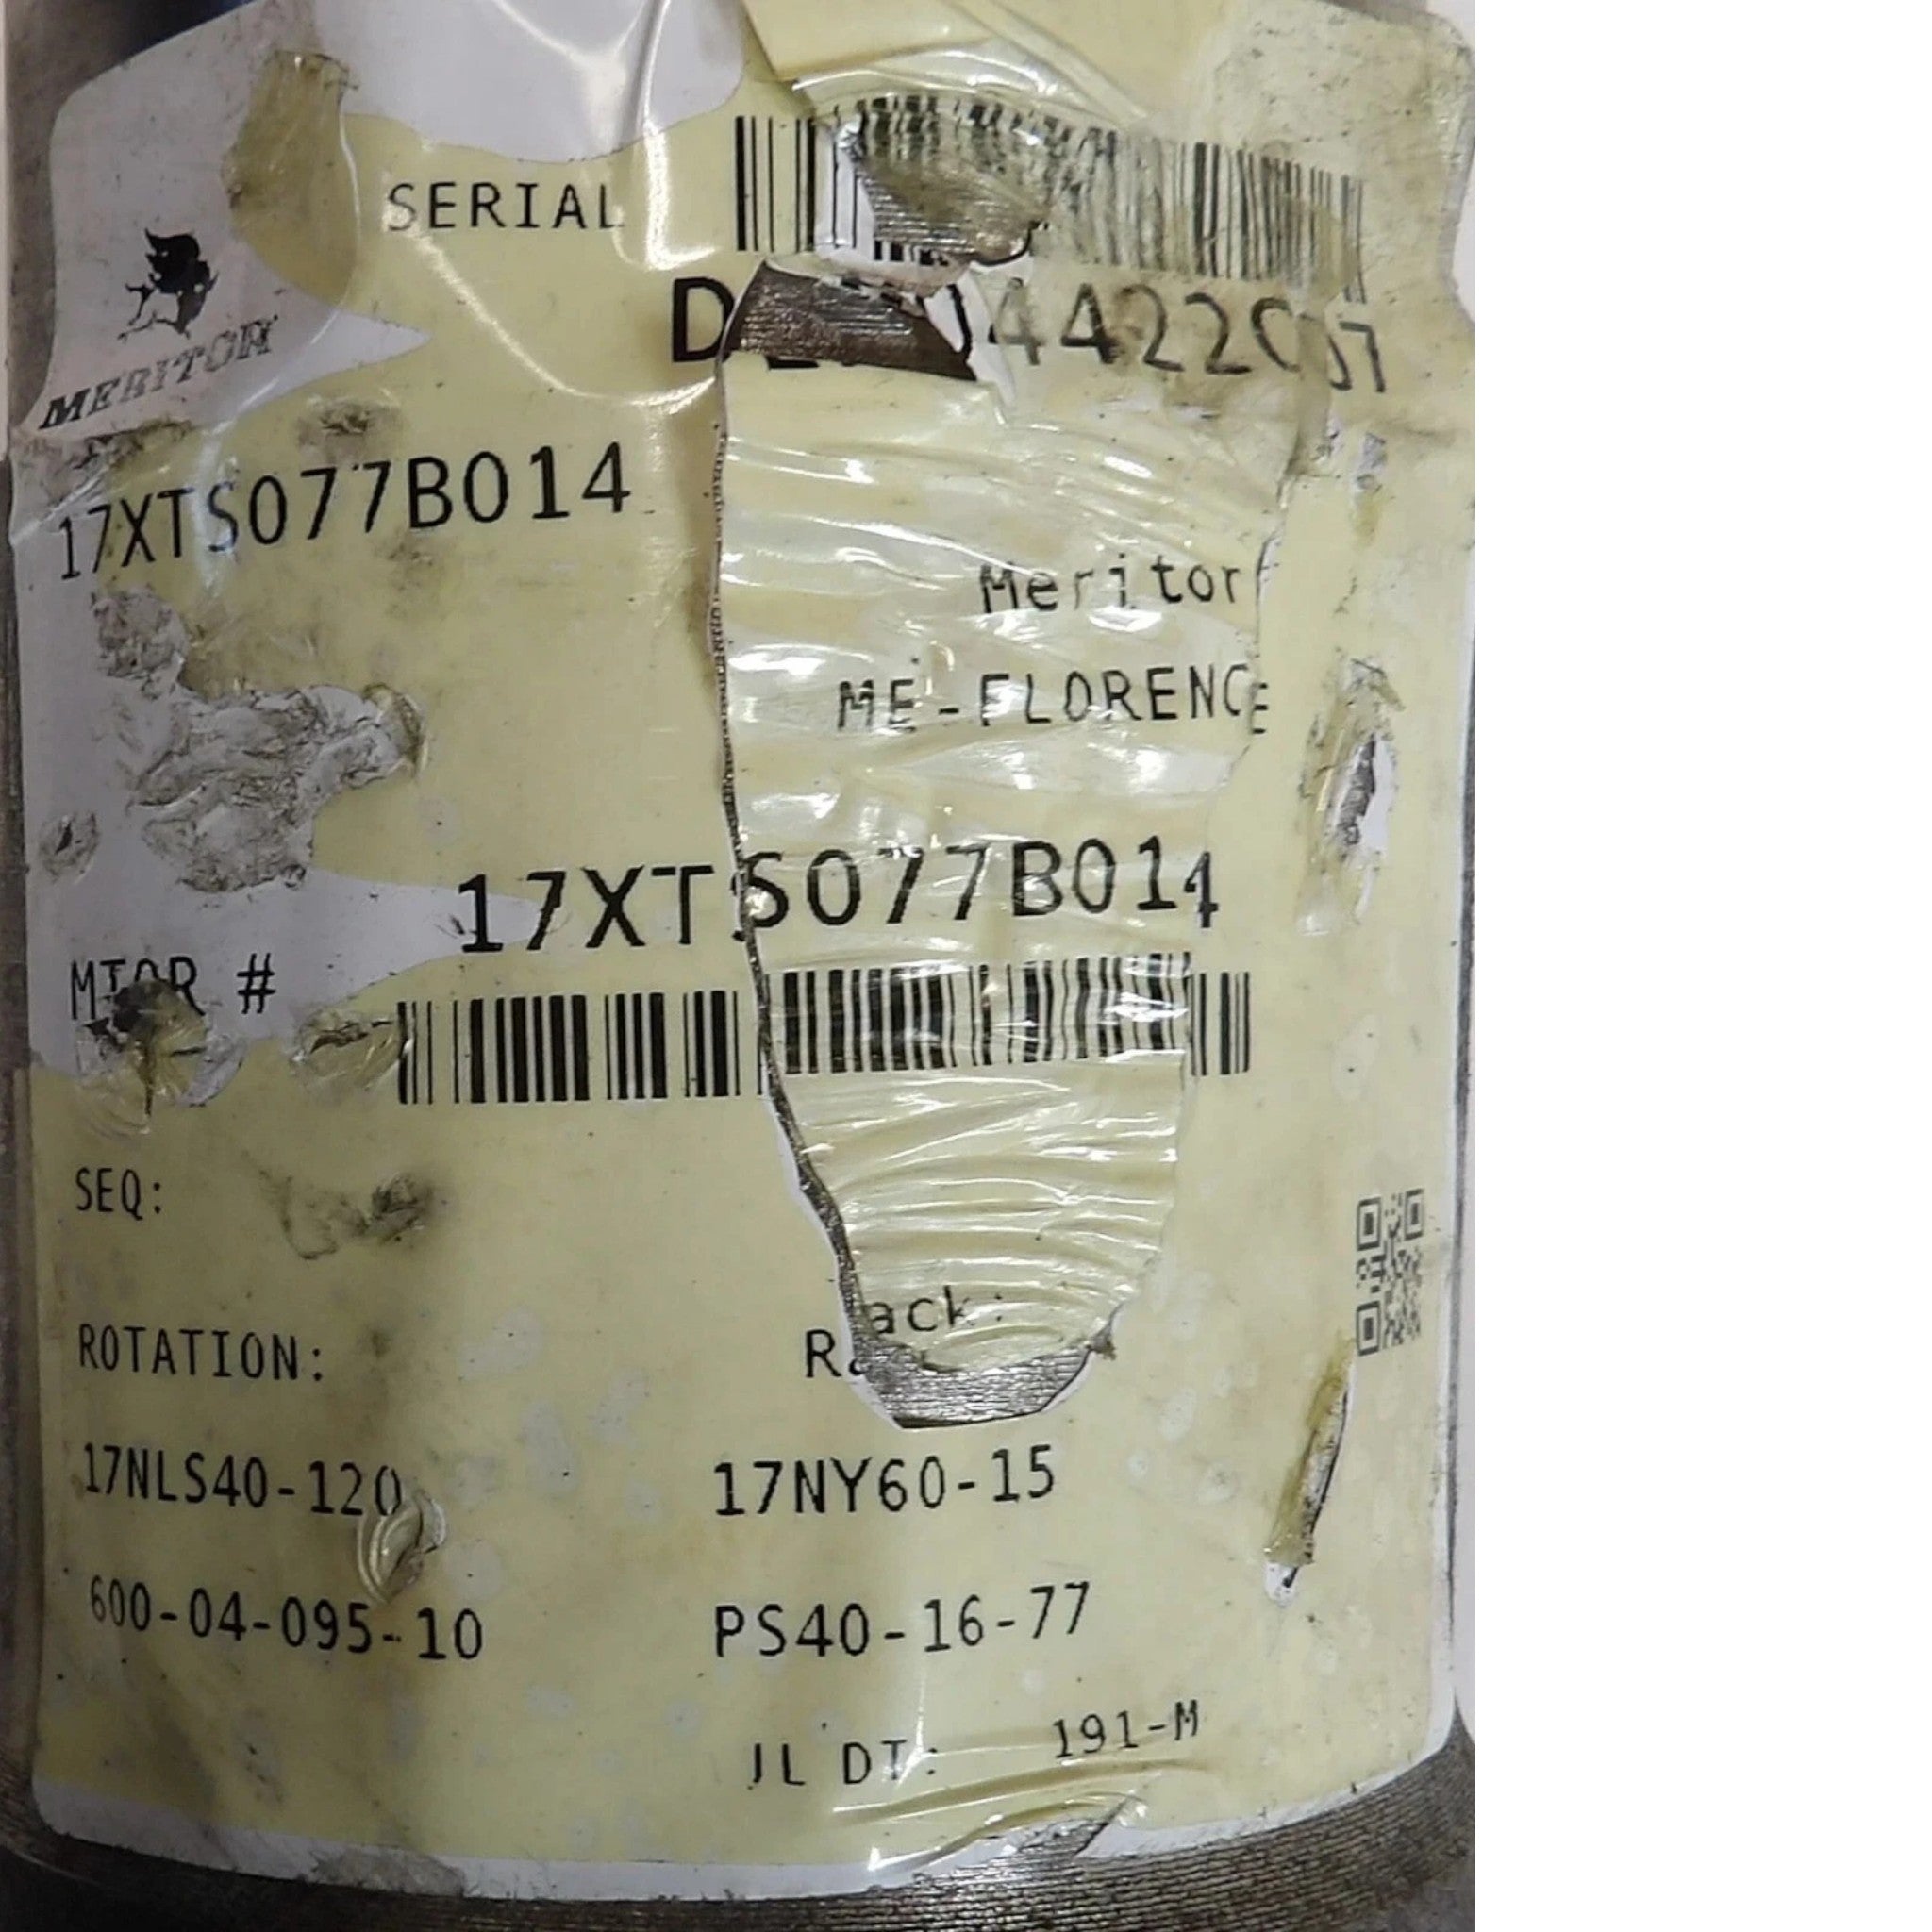 SERIAL
MERITOR
17XTS077B014
Meritor
ME-FLORENCE
17XTS077B014
MTOR #
SEQ:
ROTATION:
Rack:
17NLS40-120
17NY60-15
600-04-095-10
PS40-16-77
JL DT: 191-M